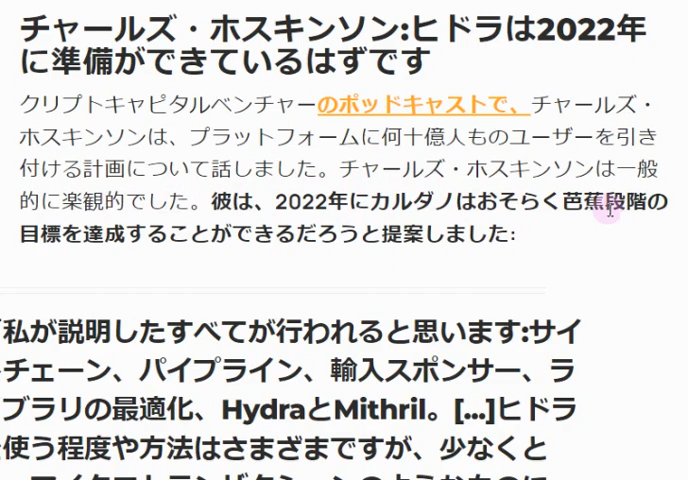 チャールズ・ホスキンソン:ヒドラは2022年
に準備ができているはずです
クリプトキャピタルベンチャーのポッドキャストで、チャールズ・
ホスキンソンは、プラットフォームに何十億人ものユーザーを引き
付ける計画について話しました。チャールズ・ホスキンソンは一般
的に楽観的でした。彼は、2022年にカルダノはおそらく芭蕉段階の
目標を達成することができるだろうと提案しました:
「私が説明したすべてが行われると思います:サイ
チェーン、パイプライン、輸入スポンサー、ラ
ブラリの最適化、HydraとMithril。[...]ヒドラ
使う程度や方法はさまざまですが、少なくと